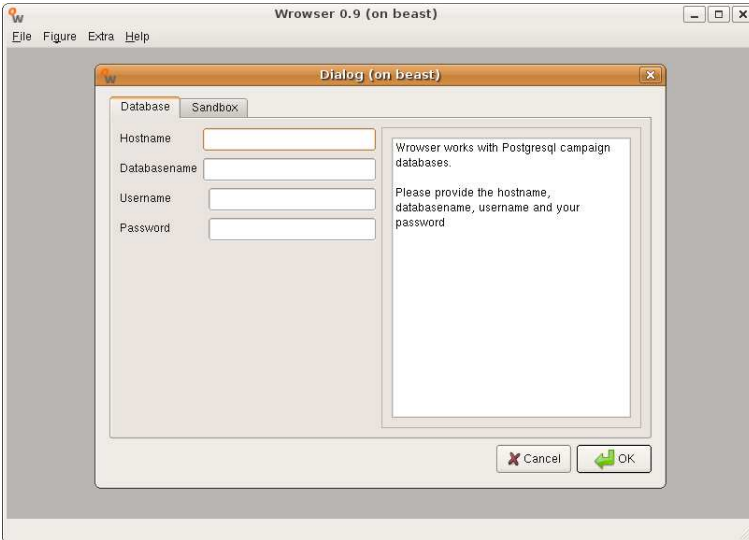 Wrowser 0.9 (on beast)
File Figure Extra Help
Dialog (on beast)
Database Sandbox
Hostname
Databasename
Username
Password
Wrowser works with Postgresql campaign
databases.
Please provide the hostname,
databasename, username and your
password
Cancel OK